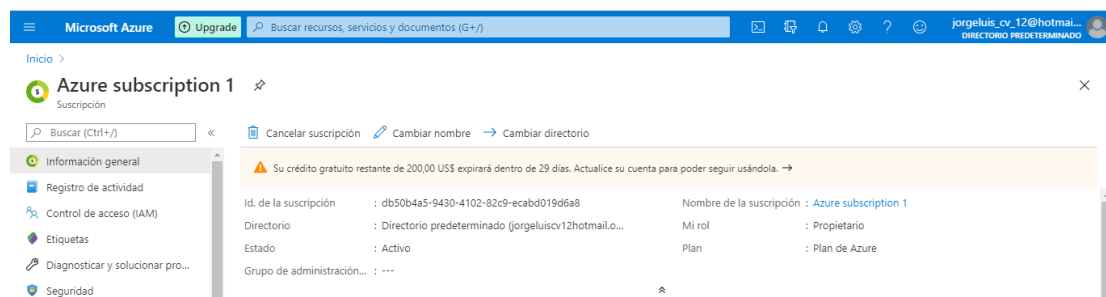 Microsoft Azure Upgrade Buscar recursos, servicios y documentos (G+/) jorgeluis_cv_12@hotmai...
DIRECTORIO PREDETERMINADO
Inicio >
Azure subscription 1
Suscripción
Buscar (Ctrl+/) « Cancelar suscripción Cambiar nombre Cambiar directorio
Información general
Su crédito gratuito restante de 200,00 US$ expirará dentro de 29 días. Actualice su cuenta para poder seguir usándola. →
Registro de actividad
Control de acceso (IAM)
Etiquetas
Diagnosticar y solucionar pro...
Seguridad
Id. de la suscripción : db50b4a5-9430-4102-82c9-ecabd019d6a8 Nombre de la suscripción : Azure subscription 1
Directorio : Directorio predeterminado (jorgeluiscv12hotmail.o... Mi rol : Propietario
Estado : Activo Plan : Plan de Azure
Grupo de administración... : ---